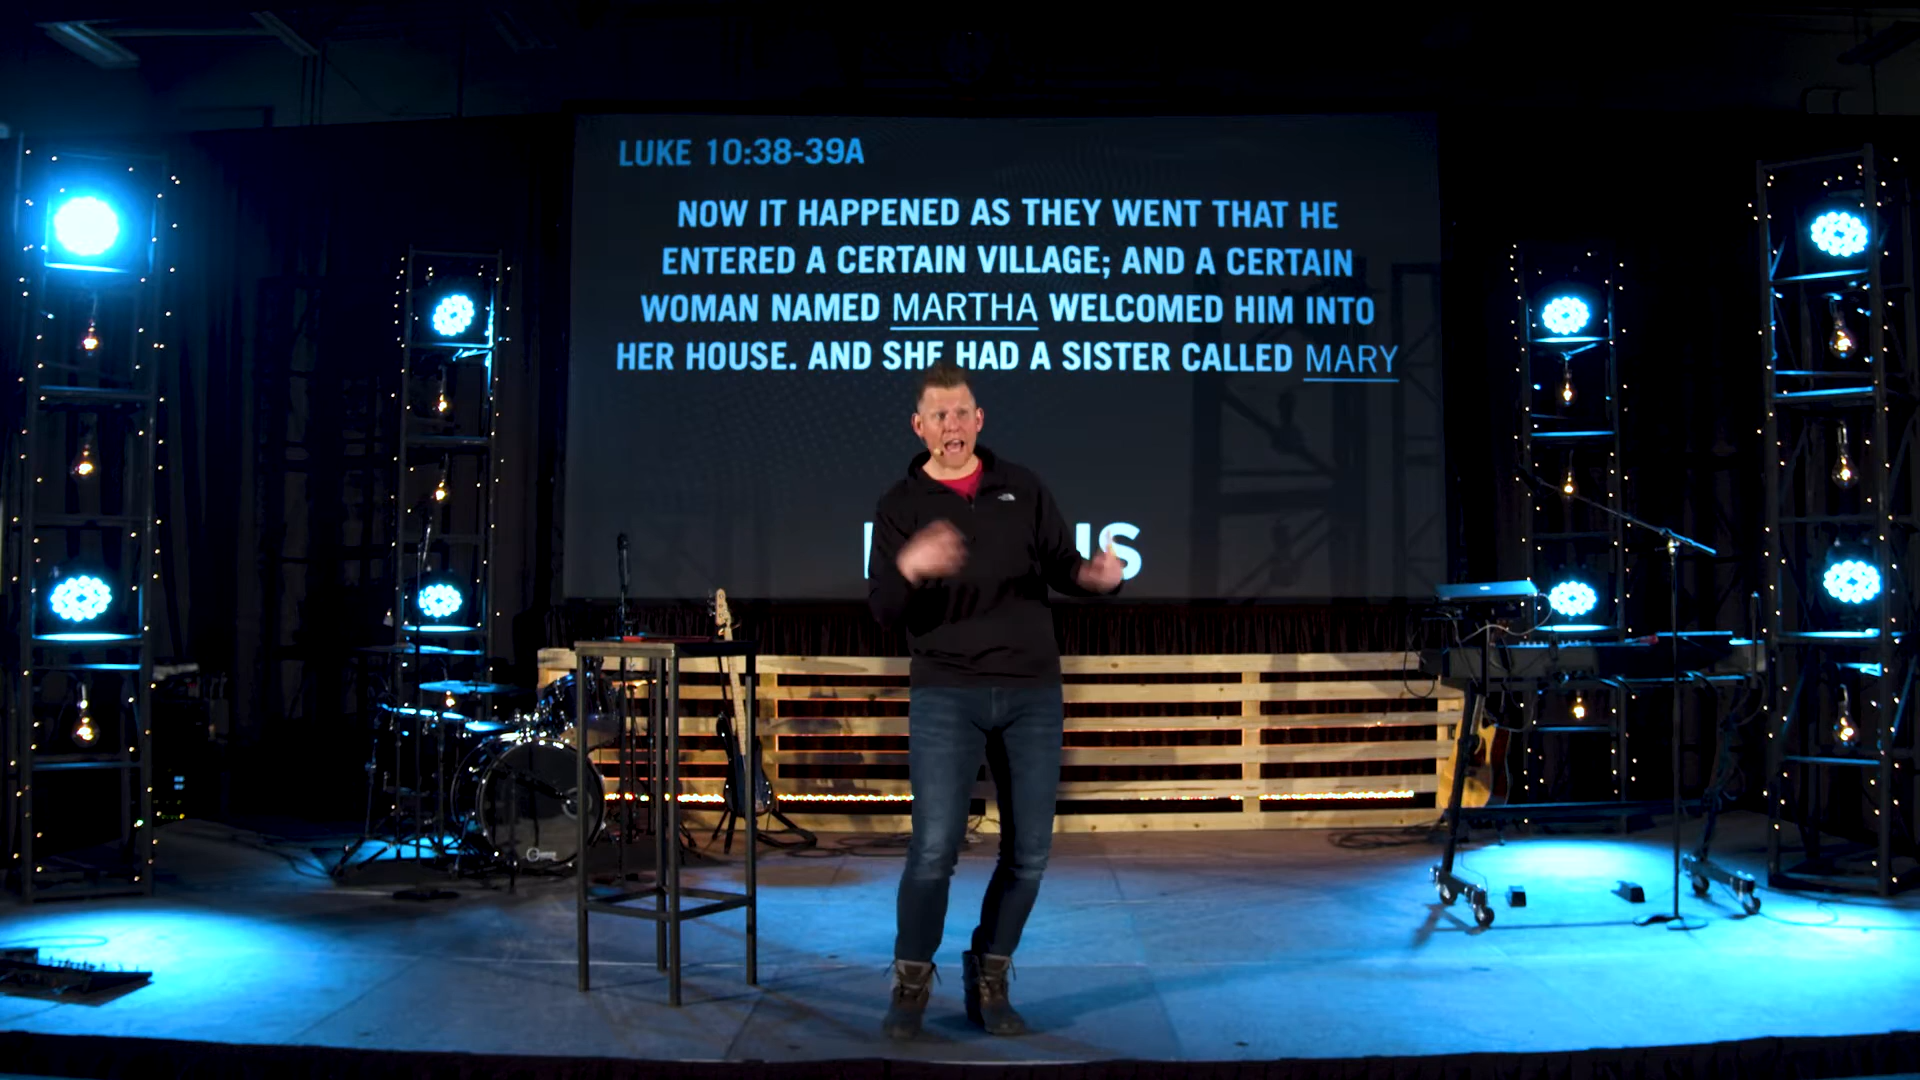 LUKE 10:38-39A
NOW IT HAPPENED AS THEY WENT THAT HE
ENTERED A CERTAIN VILLAGE; AND A CERTAIN
WOMAN NAMED MARTHA WELCOMED HIM INTO
HER HOUSE. AND SHE HAD A SISTER CALLED MARY